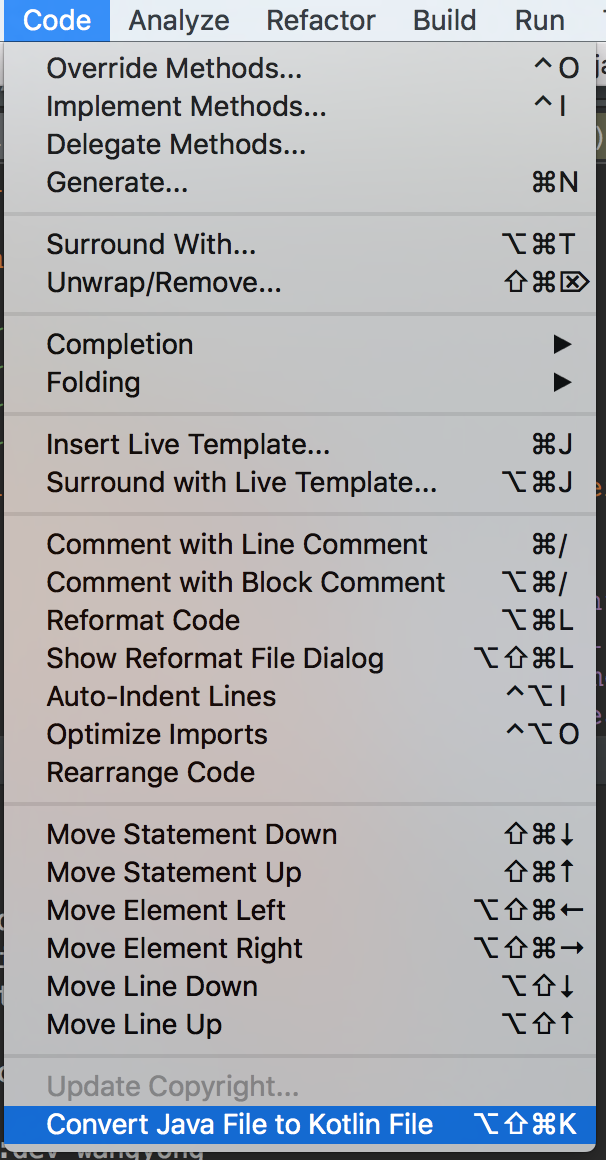 Code Analyze Refactor Build Run
Override Methods... ⌃O
Implement Methods... ⌃I
Delegate Methods...
Generate... ⌘N
Surround With... ⌥⌘T
Unwrap/Remove... ⇧⌘⌦
Completion ▶
Folding ▶
Insert Live Template... ⌘J
Surround with Live Template... ⌥⌘J
Comment with Line Comment ⌘/
Comment with Block Comment ⌥⌘/
Reformat Code ⌥⌘L
Show Reformat File Dialog ⌥⇧⌘L
Auto-Indent Lines ⌃⌥I
Optimize Imports ⌃⌥O
Rearrange Code
Move Statement Down ⇧⌘↓
Move Statement Up ⇧⌘↑
Move Element Left ⌥⇧⌘←
Move Element Right ⌥⇧⌘→
Move Line Down ⌥⇧↓
Move Line Up ⌥⇧↑
Update Copyright...
Convert Java File to Kotlin File ⌥⇧⌘K